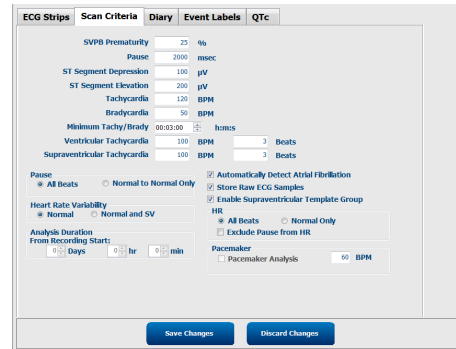 ECG Strips Scan Criteria Diary Event Labels QTc
SVPB Prematurity 25 %
Pause 2000 msec
ST Segment Depression 100 µV
ST Segment Elevation 200 µV
Tachycardia 120 BPM
Bradycardia 50 BPM
Minimum Tachy/Brady 00:03:00 h:m:s
Ventricular Tachycardia 100 BPM 3 Beats
Supraventricular Tachycardia 100 BPM 3 Beats
Pause
All Beats Normal to Normal Only
Heart Rate Variability
Normal Normal and SV
Analysis Duration
From Recording Start:
0 Days 0 hr 0 min
Automatically Detect Atrial Fibrillation
Store Raw ECG Samples
Enable Supraventricular Template Group
HR
All Beats Normal Only
Exclude Pause from HR
Pacemaker
Pacemaker Analysis 60 BPM
Save Changes Discard Changes